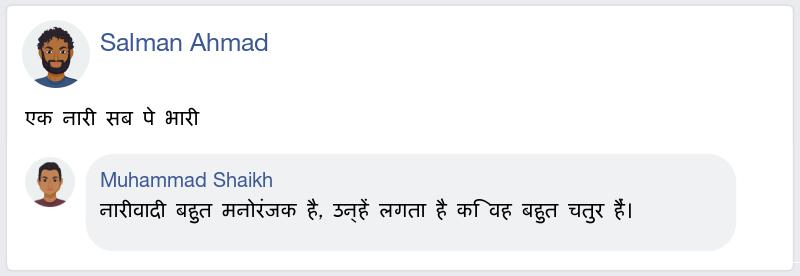 Salman Ahmad
एक नारी सब पे भारी
Muhammad Shaikh
नारीवादी बहुत मनोरंजक है, उन्हें लगता है कि वह बहुत चतुर हैं।